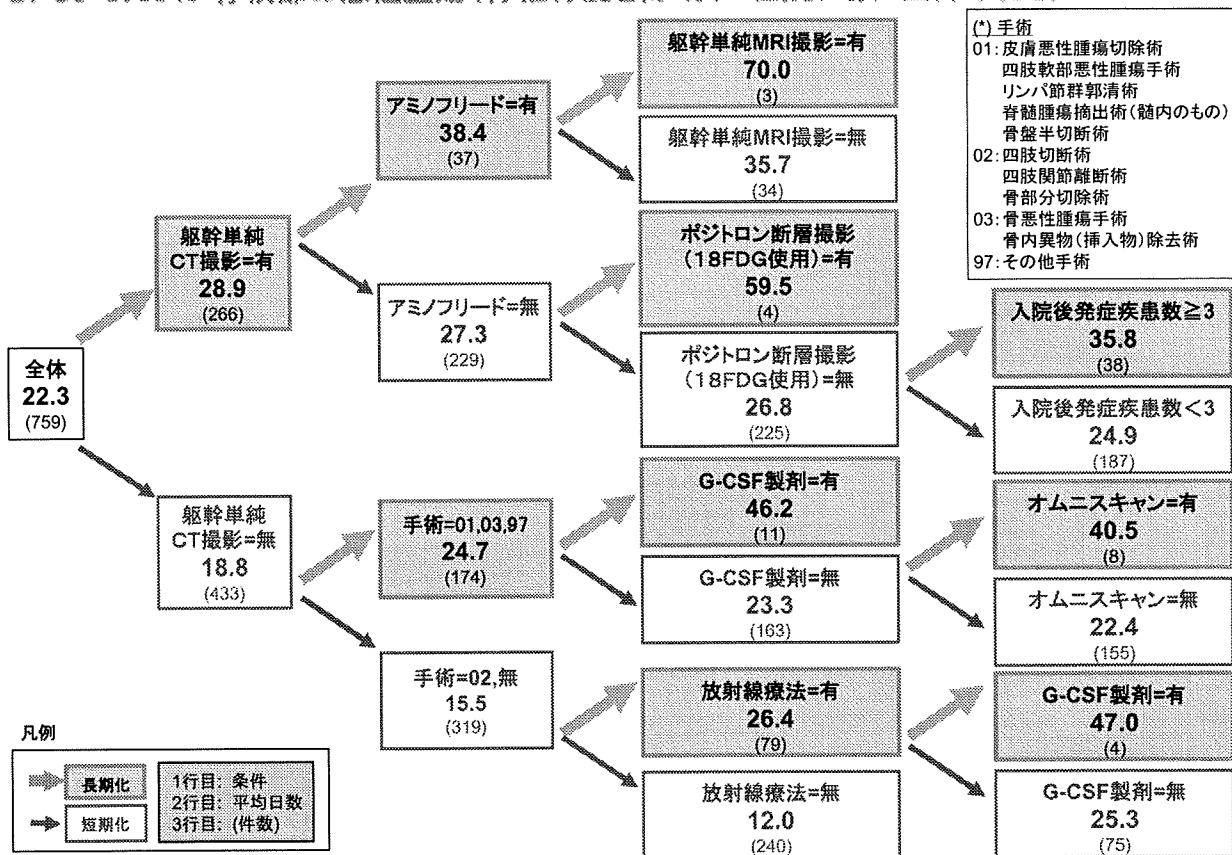 躯幹単純MRI撮影=有
70.0
(3)
アミノフリード=有
38.4
(37)
躯幹単純MRI撮影=無
35.7
(34)
躯幹単純
CT撮影=有
28.9
(266)
ポジトロン断層撮影
(18FDG使用)=有
59.5
(4)
アミノフリード=無
27.3
(229)
ポジトロン断層撮影
(18FDG使用)=無
26.8
(225)
入院後発症疾患数≧3
35.8
(38)
入院後発症疾患数<3
24.9
(187)
全体
22.3
(759)
躯幹単純
CT撮影=無
18.8
(433)
手術=01,03,97
24.7
(174)
G-CSF製剤=有
46.2
(11)
G-CSF製剤=無
23.3
(163)
オムニスキャン=有
40.5
(8)
オムニスキャン=無
22.4
(155)
手術=02,無
15.5
(319)
放射線療法=有
26.4
(79)
放射線療法=無
12.0
(240)
G-CSF製剤=有
47.0
(4)
G-CSF製剤=無
25.3
(75)
(*) 手術
01:皮膚悪性腫瘍切除術
四肢軟部悪性腫瘍手術
リンパ節群郭清術
脊髄腫瘍摘出術(髄内のもの)
骨盤半切断術
02:四肢切断術
四肢関節離断術
骨部分切除術
03:骨悪性腫瘍手術
骨内異物(挿入物)除去術
97:その他手術
凡例
長期化
短期化
1行目: 条件
2行目: 平均日数
3行目: (件数)